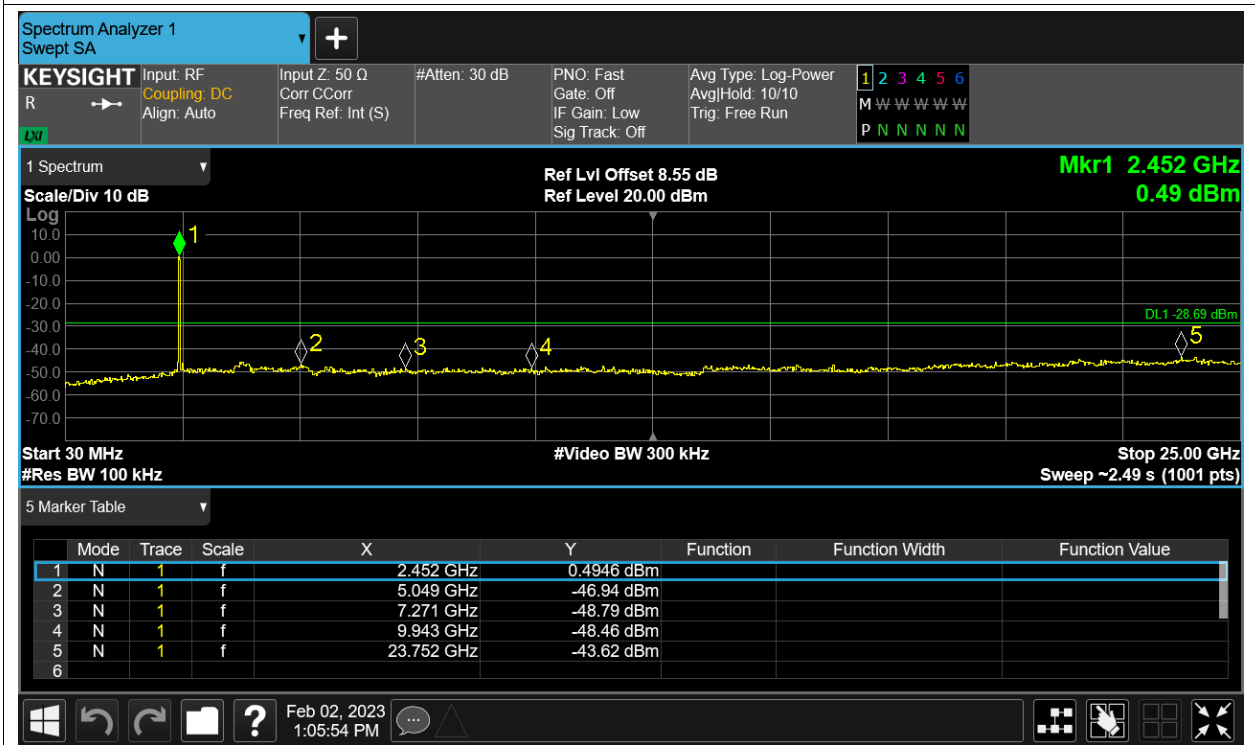 Spectrum Analyzer 1
Swept SA
+
KEYSIGHT Input: RF Input Z: 50 Ω #Atten: 30 dB PNO: Fast Avg Type: Log-Power 1 2 3 4 5 6
R Coupling: DC Corr CCorr Gate: Off Avg|Hold: 10/10 M W W W W W
Align: Auto Freq Ref: Int (S) IF Gain: Low Trig: Free Run
LXI Sig Track: Off P N N N N N
1 Spectrum Ref Lvl Offset 8.55 dB Mkr1 2.452 GHz
Scale/Div 10 dB Ref Level 20.00 dBm 0.49 dBm
Log
10.0 1
0.00
-10.0
-20.0
DL1 -28.69 dBm
-30.0
-40.0 2 3 4 5
-50.0
-60.0
-70.0
Start 30 MHz #Video BW 300 kHz Stop 25.00 GHz
#Res BW 100 kHz Sweep ~2.49 s (1001 pts)
5 Marker Table
Mode Trace Scale X Y Function Function Width Function Value
1 N 1 f 2.452 GHz 0.4946 dBm
2 N 1 f 5.049 GHz -46.94 dBm
3 N 1 f 7.271 GHz -48.79 dBm
4 N 1 f 9.943 GHz -48.46 dBm
5 N 1 f 23.752 GHz -43.62 dBm
6
? Feb 02, 2023
1:05:54 PM